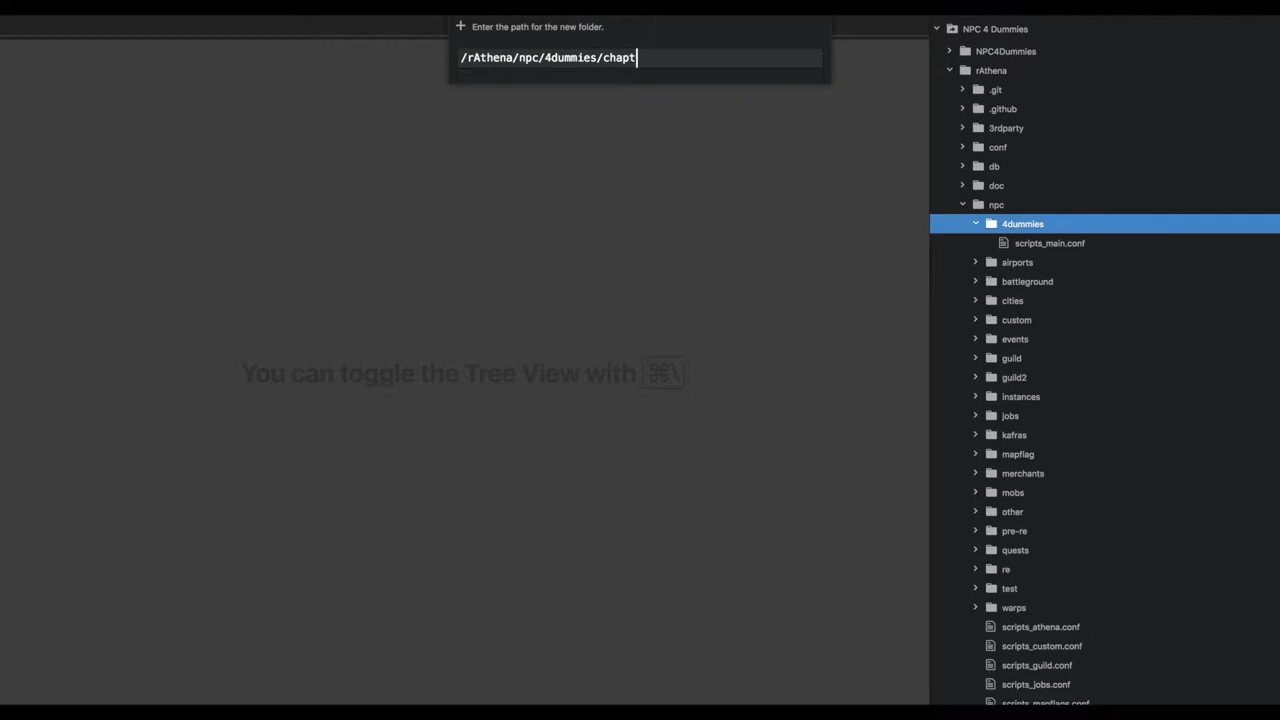 Enter the path for the new folder.
/rAthena/npc/4dummies/chapt
You can toggle the Tree View with ⌘\
NPC 4 Dummies
NPC4Dummies
rAthena
.git
.github
3rdparty
conf
db
doc
npc
4dummies
scripts_main.conf
airports
battleground
cities
custom
events
guild
guild2
instances
jobs
kafras
mapflag
merchants
mobs
other
pre-re
quests
re
test
warps
scripts_athena.conf
scripts_custom.conf
scripts_guild.conf
scripts_jobs.conf
scripts_mapflags.conf